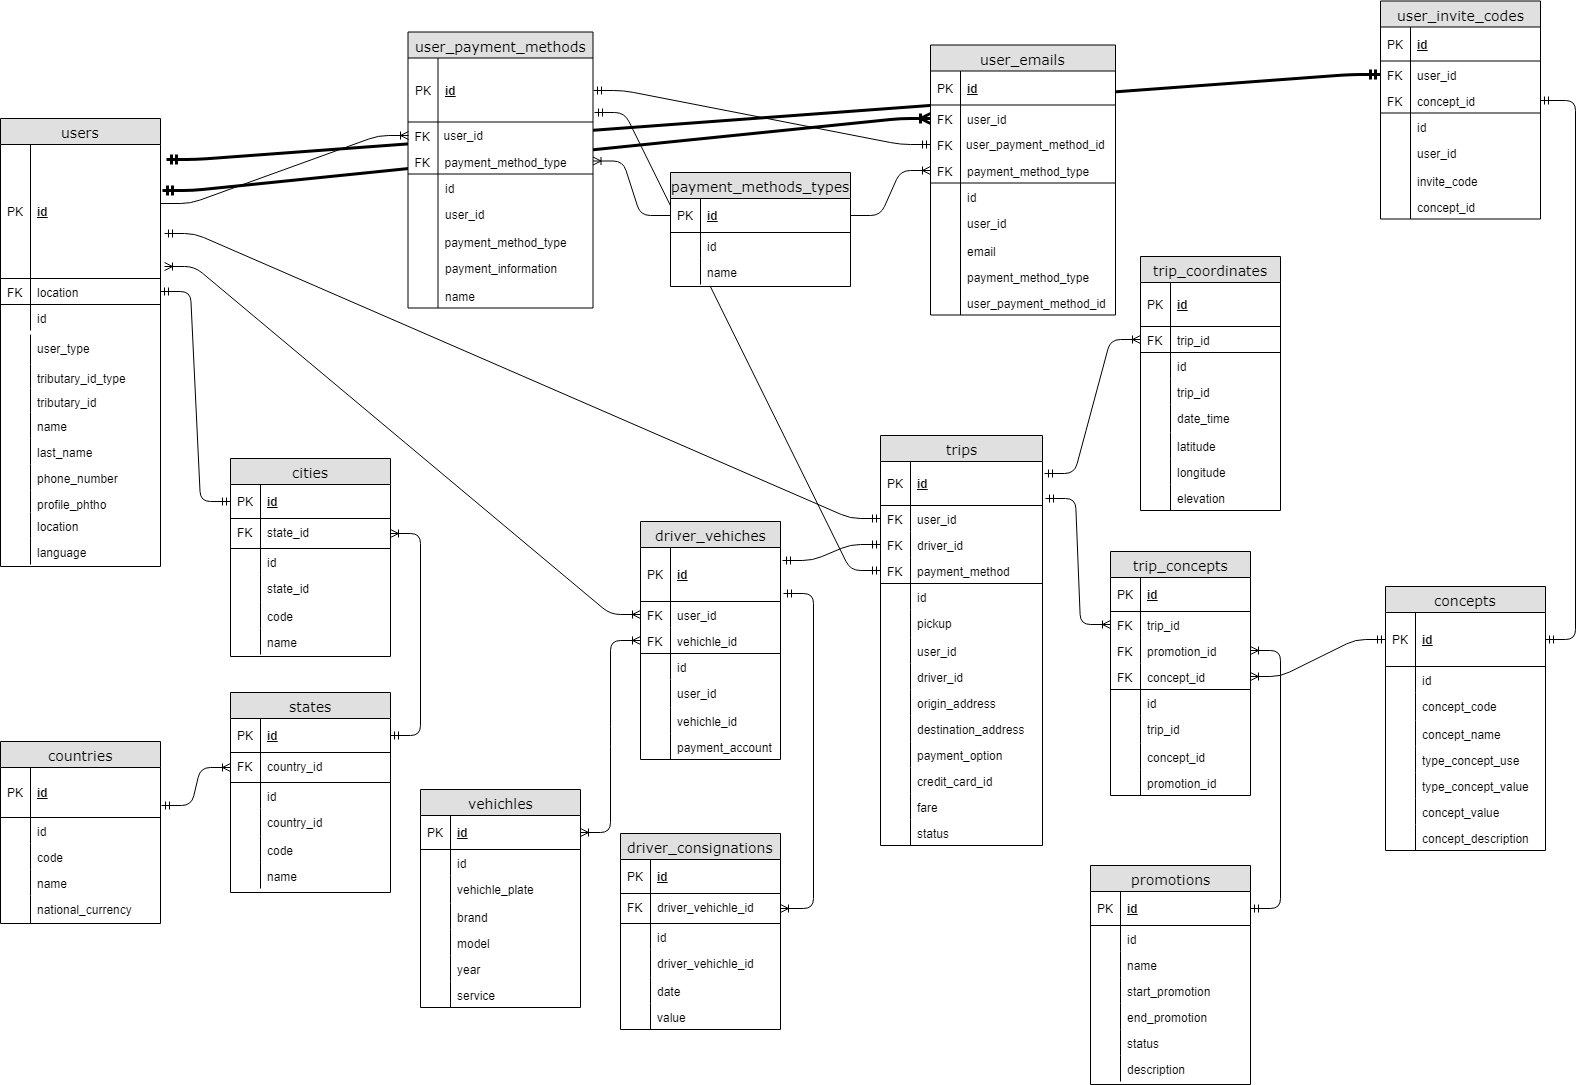 users
PK id
FK location
id
user_type
tributary_id_type
tributary_id
name
last_name
phone_number
profile_phtho
location
language
user_payment_methods
PK id
FK user_id
FK payment_method_type
id
user_id
payment_method_type
payment_information
name
payment_methods_types
PK id
id
name
user_emails
PK id
FK user_id
FK user_payment_method_id
FK payment_method_type
id
user_id
email
payment_method_type
user_payment_method_id
user_invite_codes
PK id
FK user_id
FK concept_id
id
user_id
invite_code
concept_id
trip_coordinates
PK id
FK trip_id
id
trip_id
date_time
latitude
longitude
elevation
cities
PK id
FK state_id
id
state_id
code
name
states
PK id
FK country_id
id
country_id
code
name
countries
PK id
id
code
name
national_currency
driver_vehiches
PK id
FK user_id
FK vehichle_id
id
user_id
vehichle_id
payment_account
vehichles
PK id
id
vehichle_plate
brand
model
year
service
driver_consignations
PK id
FK driver_vehichle_id
id
driver_vehichle_id
date
value
trips
PK id
FK user_id
FK driver_id
FK payment_method
id
pickup
user_id
driver_id
origin_address
destination_address
payment_option
credit_card_id
fare
status
trip_concepts
PK id
FK trip_id
FK promotion_id
FK concept_id
id
trip_id
concept_id
promotion_id
concepts
PK id
id
concept_code
concept_name
type_concept_use
type_concept_value
concept_value
concept_description
promotions
PK id
id
name
start_promotion
end_promotion
status
description